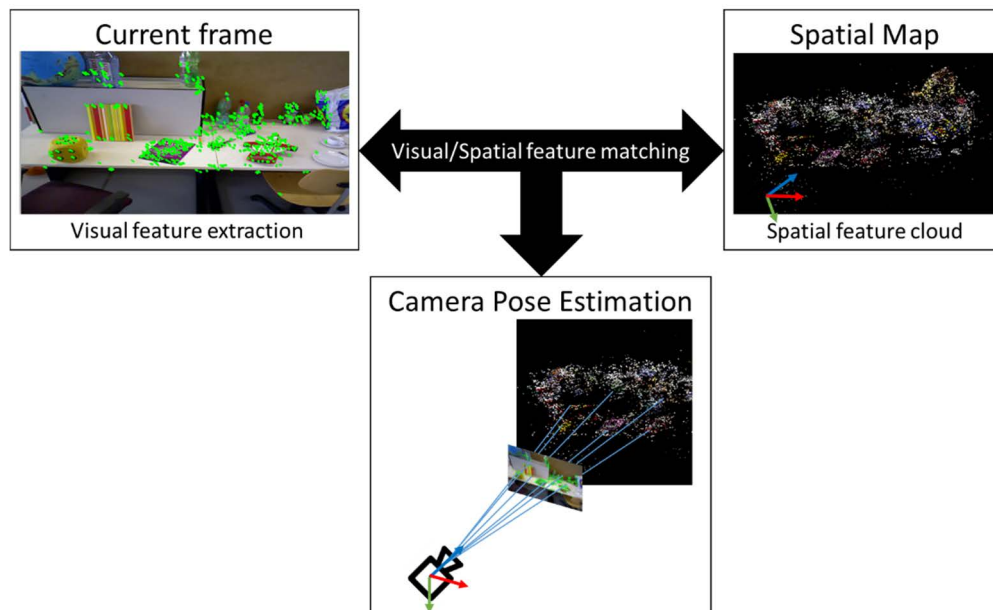 Current frame
Visual feature extraction
Visual/Spatial feature matching
Spatial Map
Spatial feature cloud
Camera Pose Estimation